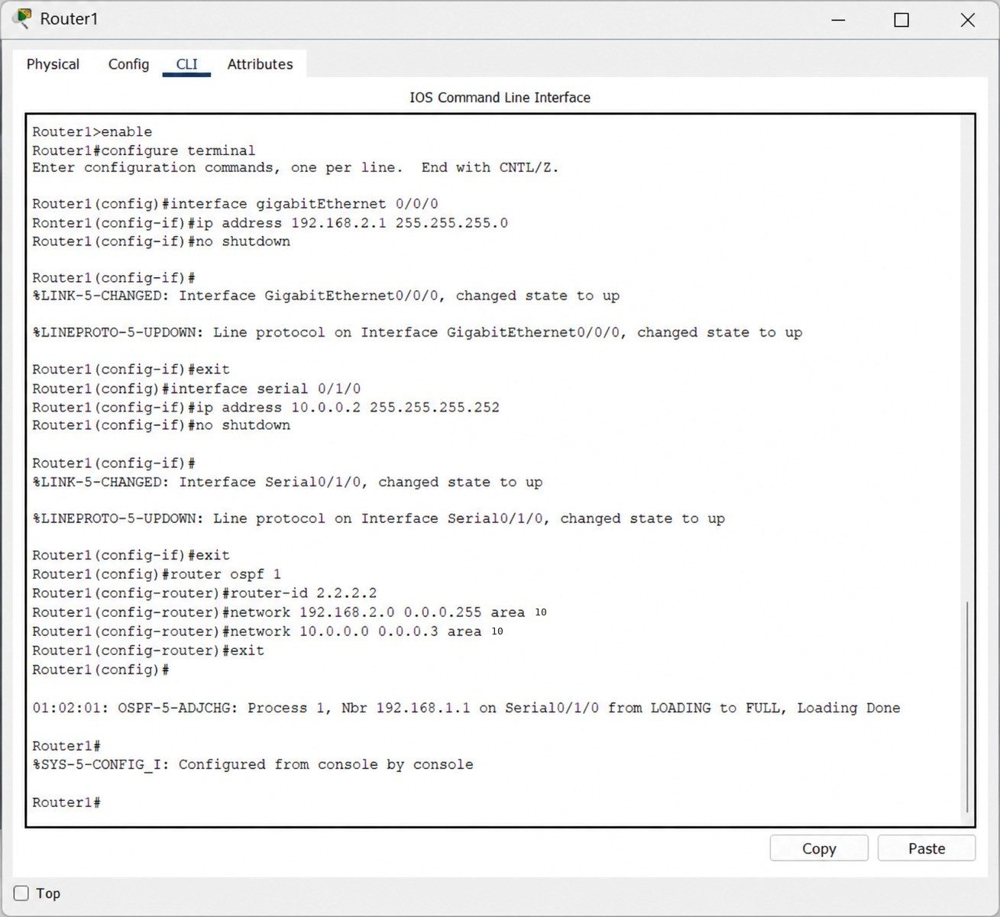 Router1
Physical Config CLI Attributes
IOS Command Line Interface
Router1>enable
Router1#configure terminal
Enter configuration commands, one per line.  End with CNTL/Z.
Router1(config)#interface gigabitEthernet 0/0/0
Ronter1(config-if)#ip address 192.168.2.1 255.255.255.0
Router1(config-if)#no shutdown
Router1(config-if)#
%LINK-5-CHANGED: Interface GigabitEthernet0/0/0, changed state to up
%LINEPROTO-5-UPDOWN: Line protocol on Interface GigabitEthernet0/0/0, changed state to up
Router1(config-if)#exit
Router1(config)#interface serial 0/1/0
Router1(config-if)#ip address 10.0.0.2 255.255.255.252
Router1(config-if)#no shutdown
Router1(config-if)#
%LINK-5-CHANGED: Interface Serial0/1/0, changed state to up
%LINEPROTO-5-UPDOWN: Line protocol on Interface Serial0/1/0, changed state to up
Router1(config-if)#exit
Router1(config)#router ospf 1
Router1(config-router)#router-id 2.2.2.2
Router1(config-router)#network 192.168.2.0 0.0.0.255 area 10
Router1(config-router)#network 10.0.0.0 0.0.0.3 area 10
Router1(config-router)#exit
Router1(config)#
01:02:01: OSPF-5-ADJCHG: Process 1, Nbr 192.168.1.1 on Serial0/1/0 from LOADING to FULL, Loading Done
Router1#
%SYS-5-CONFIG_I: Configured from console by console
Router1#
Copy Paste
Top